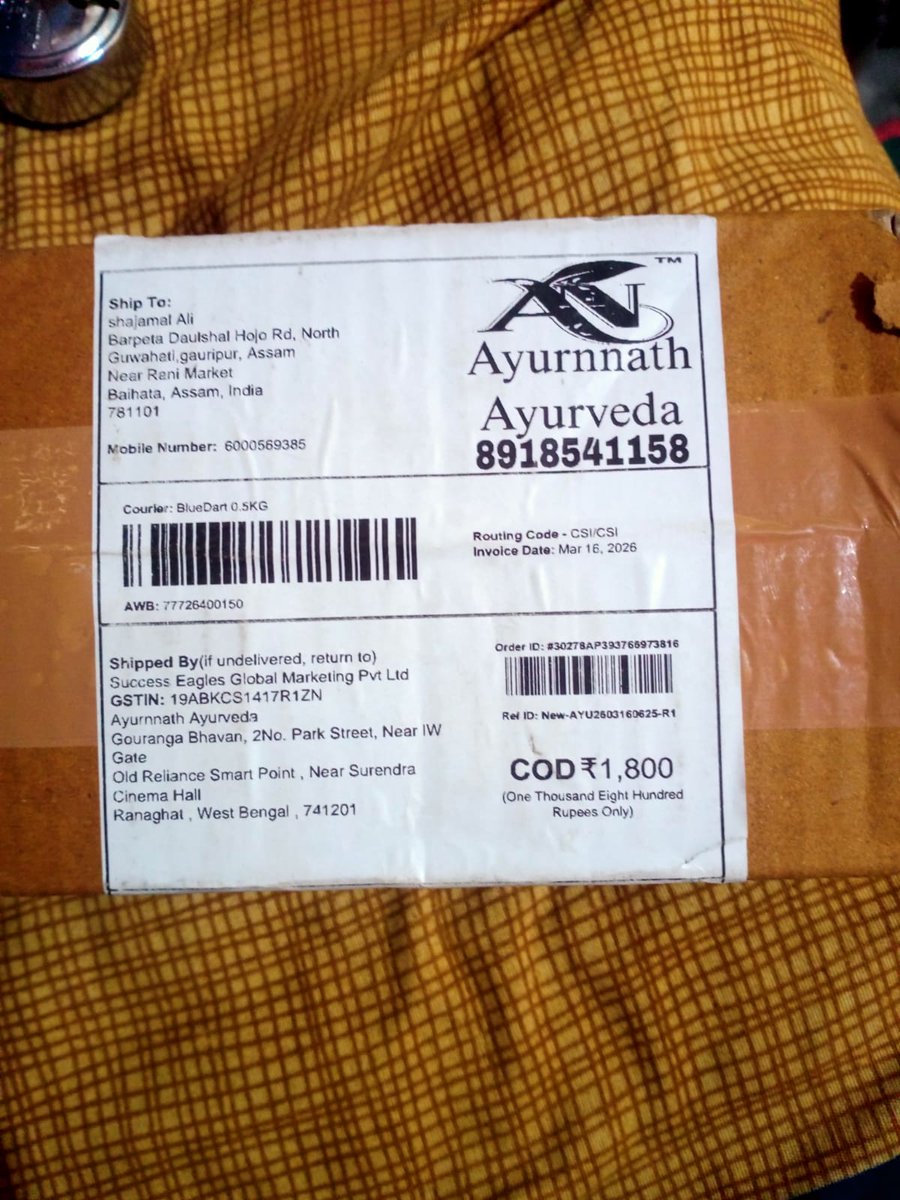 Ship To:
shajamal Ali
Barpeta Daulshal Hojo Rd, North
Guwahati,gauripur, Assam
Near Rani Market
Baihata, Assam, India
781101
Mobile Number: 6000569385
AN
TM
Ayurnnath
Ayurveda
8918541158
Courier: BlueDart 0.5KG
AWB: 77726400150
Routing Code - CSI/CSI
Invoice Date: Mar 16, 2026
Shipped By(if undelivered, return to)
Success Eagles Global Marketing Pvt Ltd
GSTIN: 19ABKCS1417R1ZN
Ayurnnath Ayurveda
Gouranga Bhavan, 2No. Park Street, Near IW
Gate
Old Reliance Smart Point , Near Surendra
Cinema Hall
Ranaghat , West Bengal , 741201
Order ID: #30278AP393766973816
Ref ID: New-AYU2603160625-R1
COD ₹1,800
(One Thousand Eight Hundred
Rupees Only)